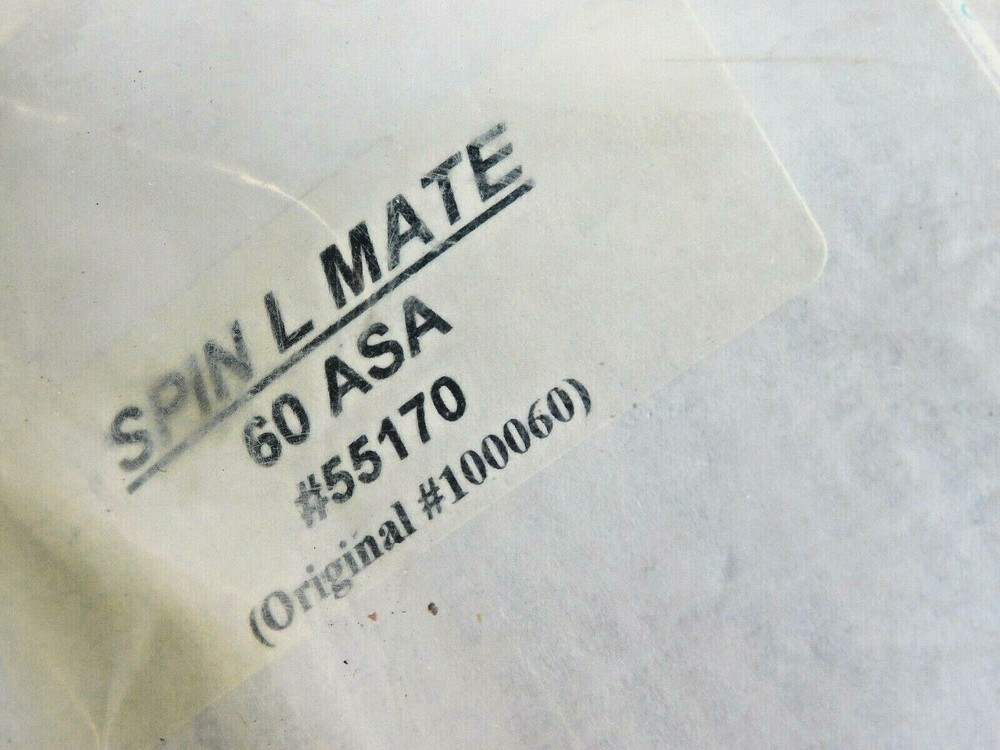 SPIN L MATE
60 ASA
#55170
(Original #100060)